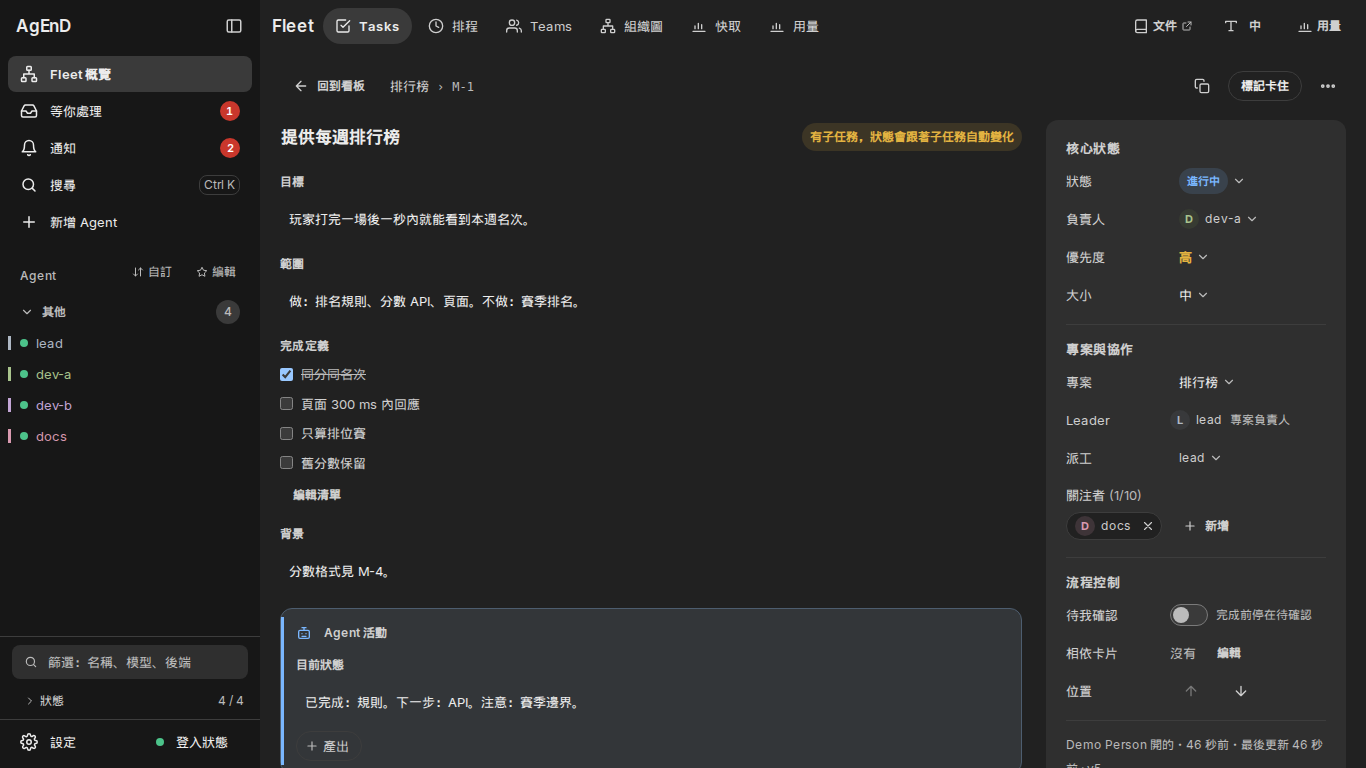 AgEnD
Fleet 概覽
等你處理 1
通知 2
搜尋 Ctrl K
新增 Agent
Agent 自訂 編輯
其他 4
lead
dev-a
dev-b
docs
篩選：名稱、模型、後端
狀態 4 / 4
設定 登入狀態
Fleet Tasks 排程 Teams 組織圖 快取 用量 文件 中 用量
回到看板 排行榜 › M-1 標記卡住
提供每週排行榜 有子任務，狀態會跟著子任務自動變化
目標
玩家打完一場後一秒內就能看到本週名次。
範圍
做：排名規則、分數 API、頁面。不做：賽季排名。
完成定義
同分同名次
頁面 300 ms 內回應
只算排位賽
舊分數保留
編輯清單
背景
分數格式見 M-4。
Agent 活動
目前狀態
已完成：規則。下一步：API。注意：賽季邊界。
產出
核心狀態
狀態 進行中
負責人 D dev-a
優先度 高
大小 中
專案與協作
專案 排行榜
Leader L lead 專案負責人
派工 lead
關注者 (1/10)
D docs 新增
流程控制
待我確認 完成前停在待確認
相依卡片 沒有 編輯
位置
Demo Person 開的・46 秒前・最後更新 46 秒